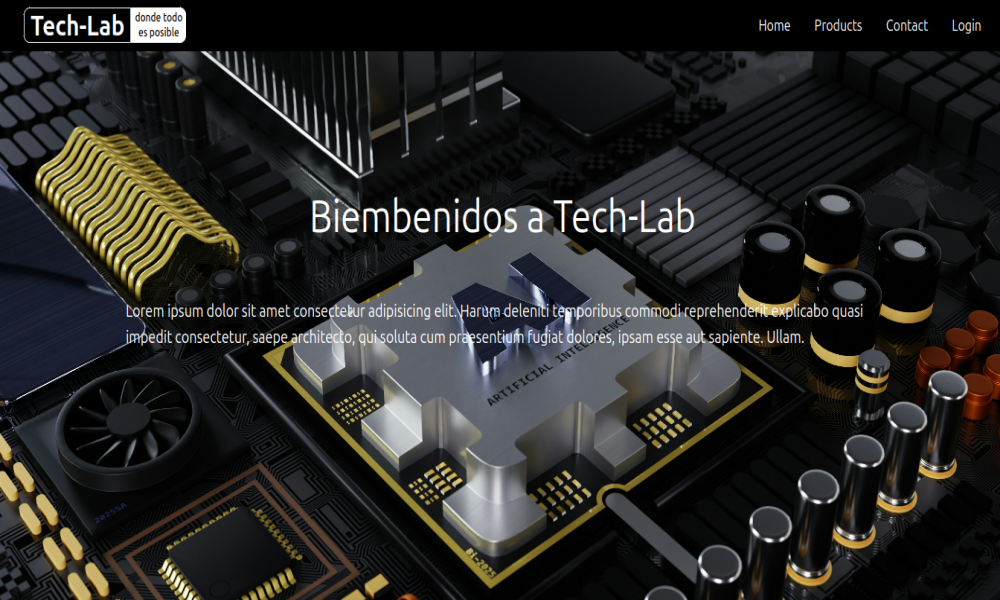 Tech-Lab
donde todo
es posible
Home Products Contact Login
Biembenidos a Tech-Lab
Lorem ipsum dolor sit amet consectetur adipisicing elit. Harum deleniti temporibus commodi reprehenderit explicabo quasi
impedit consectetur, saepe architecto, qui soluta cum praesentium fugiat dolores, ipsam esse aut sapiente. Ullam.
ARTIFICIAL INTELIGENCE